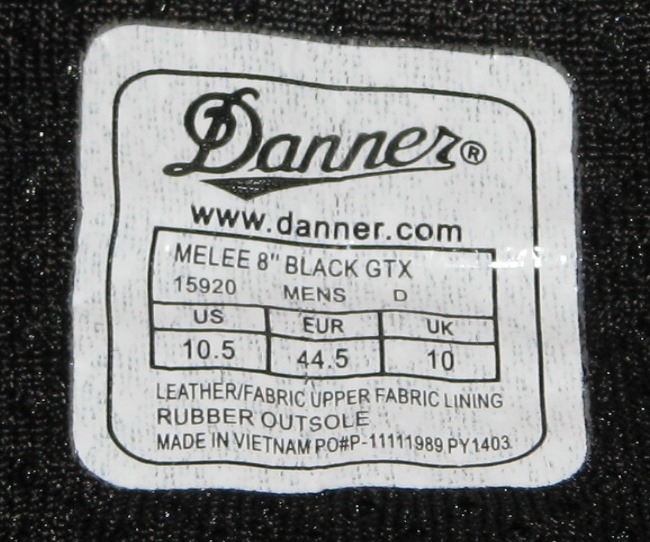 Danner®
www.danner.com
MELEE 8" BLACK GTX
15920 MENS D
US EUR UK
10.5 44.5 10
LEATHER/FABRIC UPPER FABRIC LINING
RUBBER OUTSOLE
MADE IN VIETNAM PO#P-11111989 PY1403